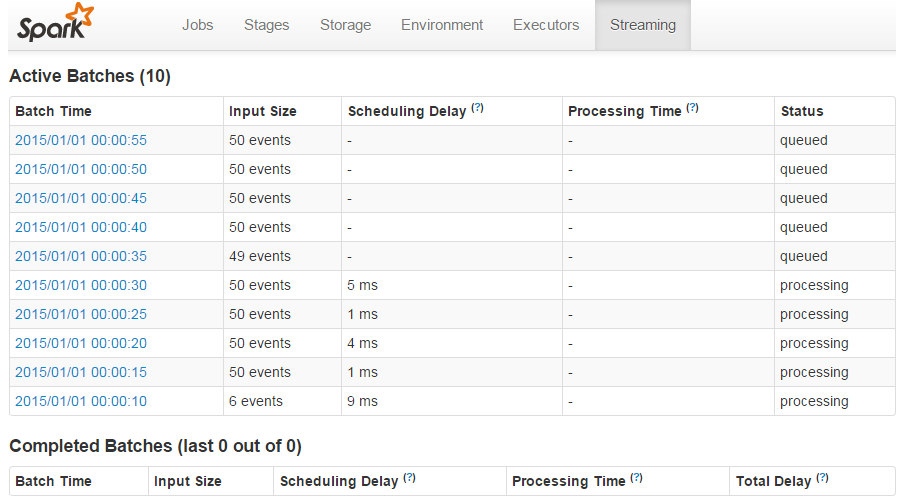 Spark Jobs Stages Storage Environment Executors Streaming
Active Batches (10)
Batch Time Input Size Scheduling Delay (?) Processing Time (?) Status
2015/01/01 00:00:55 50 events - - queued
2015/01/01 00:00:50 50 events - - queued
2015/01/01 00:00:45 50 events - - queued
2015/01/01 00:00:40 50 events - - queued
2015/01/01 00:00:35 49 events - - queued
2015/01/01 00:00:30 50 events 5 ms - processing
2015/01/01 00:00:25 50 events 1 ms - processing
2015/01/01 00:00:20 50 events 4 ms - processing
2015/01/01 00:00:15 50 events 1 ms - processing
2015/01/01 00:00:10 6 events 9 ms - processing
Completed Batches (last 0 out of 0)
Batch Time Input Size Scheduling Delay (?) Processing Time (?) Total Delay (?)